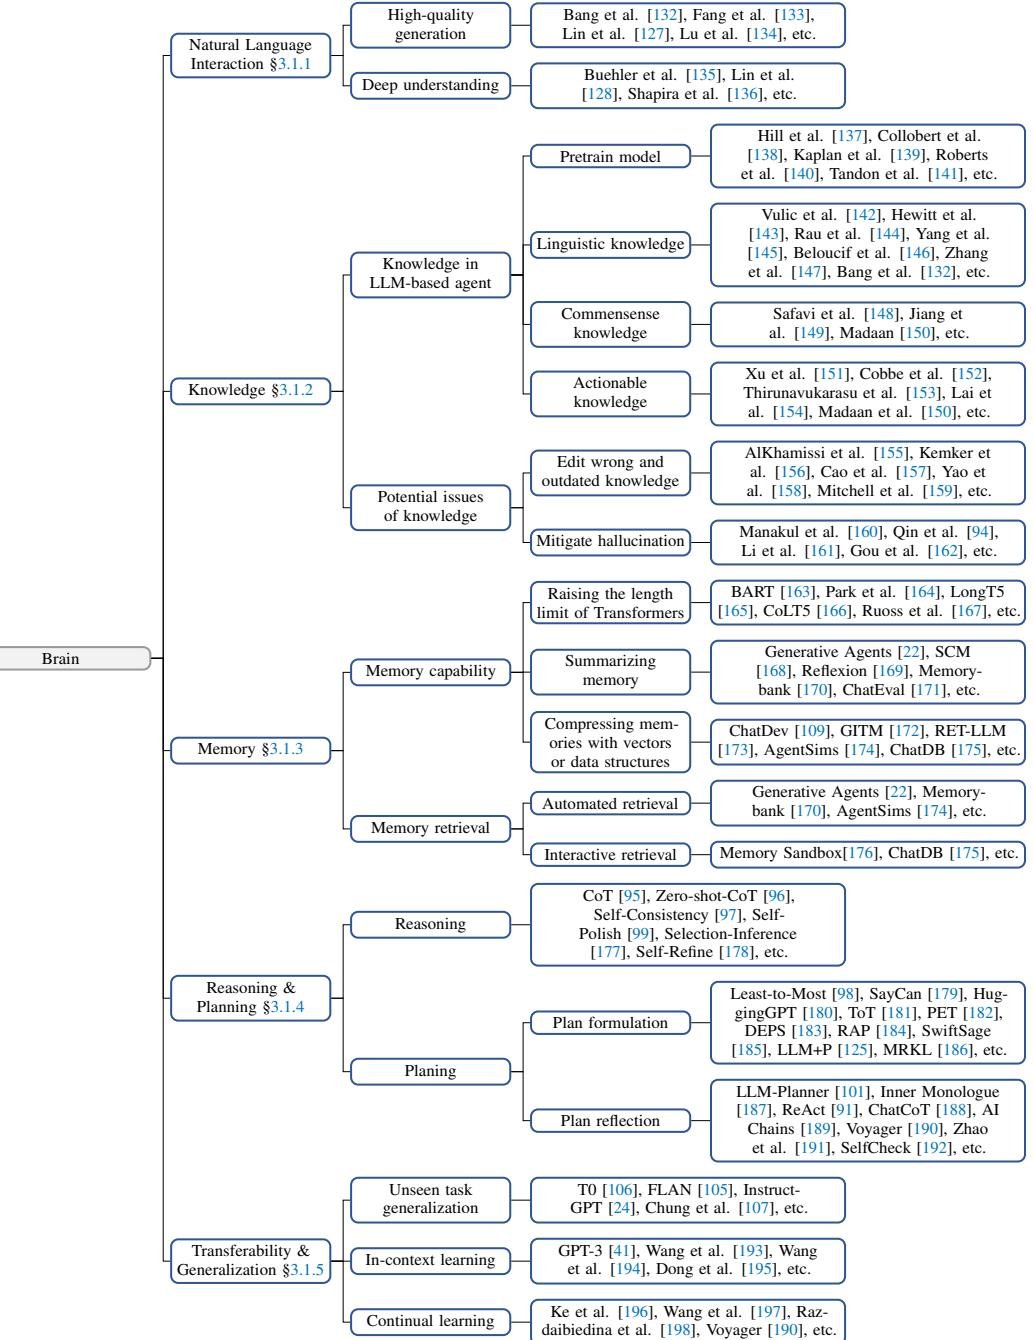 High-quality
generation
Bang et al. [132], Fang et al. [133],
Lin et al. [127], Lu et al. [134], etc.
Natural Language
Interaction §3.1.1
Deep understanding
Buehler et al. [135], Lin et al.
[128], Shapira et al. [136], etc.
Pretrain model
Hill et al. [137], Collobert et al.
[138], Kaplan et al. [139], Roberts
et al. [140], Tandon et al. [141], etc.
Linguistic knowledge
Vulic et al. [142], Hewitt et al.
[143], Rau et al. [144], Yang et al.
[145], Beloucif et al. [146], Zhang
et al. [147], Bang et al. [132], etc.
Knowledge in
LLM-based agent
Commensense
knowledge
Safavi et al. [148], Jiang et
al. [149], Madaan [150], etc.
Actionable
knowledge
Xu et al. [151], Cobbe et al. [152],
Thirunavukarasu et al. [153], Lai et
al. [154], Madaan et al. [150], etc.
Knowledge §3.1.2
Edit wrong and
outdated knowledge
AlKhamissi et al. [155], Kemker et
al. [156], Cao et al. [157], Yao et
al. [158], Mitchell et al. [159], etc.
Potential issues
of knowledge
Mitigate hallucination
Manakul et al. [160], Qin et al. [94],
Li et al. [161], Gou et al. [162], etc.
Raising the length
limit of Transformers
BART [163], Park et al. [164], LongT5
[165], CoLT5 [166], Ruoss et al. [167], etc.
Brain
Memory capability
Summarizing
memory
Generative Agents [22], SCM
[168], Reflexion [169], Memory-
bank [170], ChatEval [171], etc.
Compressing mem-
ories with vectors
or data structures
ChatDev [109], GITM [172], RET-LLM
[173], AgentSims [174], ChatDB [175], etc.
Memory §3.1.3
Automated retrieval
Generative Agents [22], Memory-
bank [170], AgentSims [174], etc.
Memory retrieval
Interactive retrieval
Memory Sandbox[176], ChatDB [175], etc.
Reasoning
CoT [95], Zero-shot-CoT [96],
Self-Consistency [97], Self-
Polish [99], Selection-Inference
[177], Self-Refine [178], etc.
Reasoning &
Planning §3.1.4
Plan formulation
Least-to-Most [98], SayCan [179], Hug-
gingGPT [180], ToT [181], PET [182],
DEPS [183], RAP [184], SwiftSage
[185], LLM+P [125], MRKL [186], etc.
Planing
Plan reflection
LLM-Planner [101], Inner Monologue
[187], ReAct [91], ChatCoT [188], AI
Chains [189], Voyager [190], Zhao
et al. [191], SelfCheck [192], etc.
Unseen task
generalization
T0 [106], FLAN [105], Instruct-
GPT [24], Chung et al. [107], etc.
Transferability &
Generalization §3.1.5
In-context learning
GPT-3 [41], Wang et al. [193], Wang
et al. [194], Dong et al. [195], etc.
Continual learning
Ke et al. [196], Wang et al. [197], Raz-
daibiedina et al. [198], Voyager [190], etc.